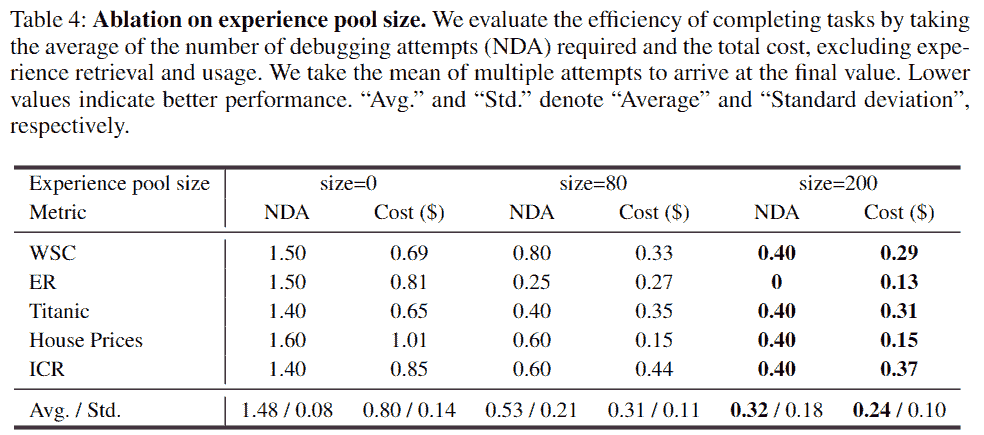 Table 4: Ablation on experience pool size. We evaluate the efficiency of completing tasks by taking
the average of the number of debugging attempts (NDA) required and the total cost, excluding expe-
rience retrieval and usage. We take the mean of multiple attempts to arrive at the final value. Lower
values indicate better performance. “Avg.” and “Std.” denote “Average” and “Standard deviation”,
respectively.
Experience pool size size=0 size=80 size=200
Metric NDA Cost ($) NDA Cost ($) NDA Cost ($)
WSC 1.50 0.69 0.80 0.33 0.40 0.29
ER 1.50 0.81 0.25 0.27 0 0.13
Titanic 1.40 0.65 0.40 0.35 0.40 0.31
House Prices 1.60 1.01 0.60 0.15 0.40 0.15
ICR 1.40 0.85 0.60 0.44 0.40 0.37
Avg. / Std. 1.48 / 0.08 0.80 / 0.14 0.53 / 0.21 0.31 / 0.11 0.32 / 0.18 0.24 / 0.10